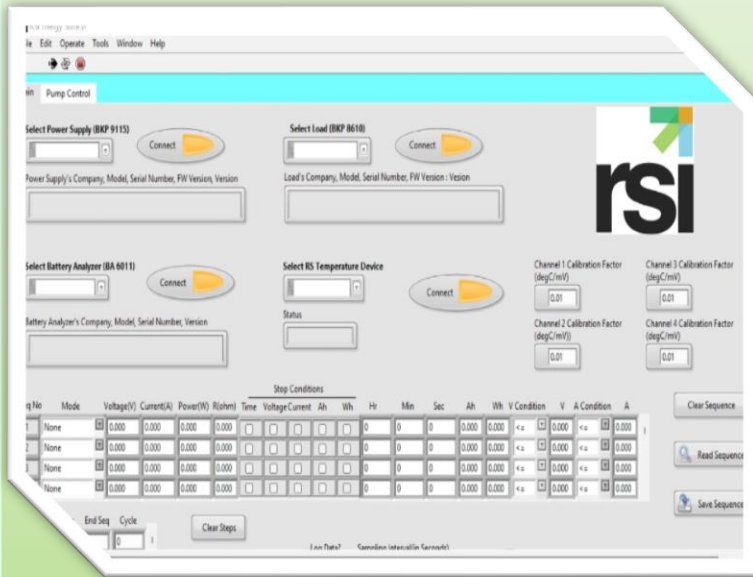 Edit Operate Tools Window Help
Pump Control
Select Power Supply (BKP 9115)
Connect
Select Load (BKP 8610)
Connect
rsi
Power Supply's Company, Model, Serial Number, FW Version, Version
Load's Company, Model, Serial Number, FW Version : Vesion
Select Battery Analyzer (BA 6011)
Connect
Select RS Temperature Device
Connect
Channel 1 Calibration Factor (degC/mV)
0.01
Channel 3 Calibration Factor (degC/mV)
0.01
Battery Analyzer's Company, Model, Serial Number, Version
Status
Channel 2 Calibration Factor (degC/mV))
0.01
Channel 4 Calibration Factor (degC/mV)
0.01
Stop Conditions
No Mode Voltage(V) Current(A) Power(W) R(ohm) Time Voltage Current Ah Wh Hr Min Sec Ah Wh V Condition V A Condition A
None 0.000 0.000 0.000 0.000 0 0 0 0.000 0.000 <= 0.000 <= 0.000
None 0.000 0.000 0.000 0.000 0 0 0 0.000 0.000 <= 0.000 <= 0.000
None 0.000 0.000 0.000 0.000 0 0 0 0.000 0.000 <= 0.000 <= 0.000
None 0.000 0.000 0.000 0.000 0 0 0 0.000 0.000 <= 0.000 <= 0.000
Clear Sequence
Read Sequence
Save Sequence
End Seq Cycle
0
Clear Steps
Log Data? Sampling interval(in Seconds)